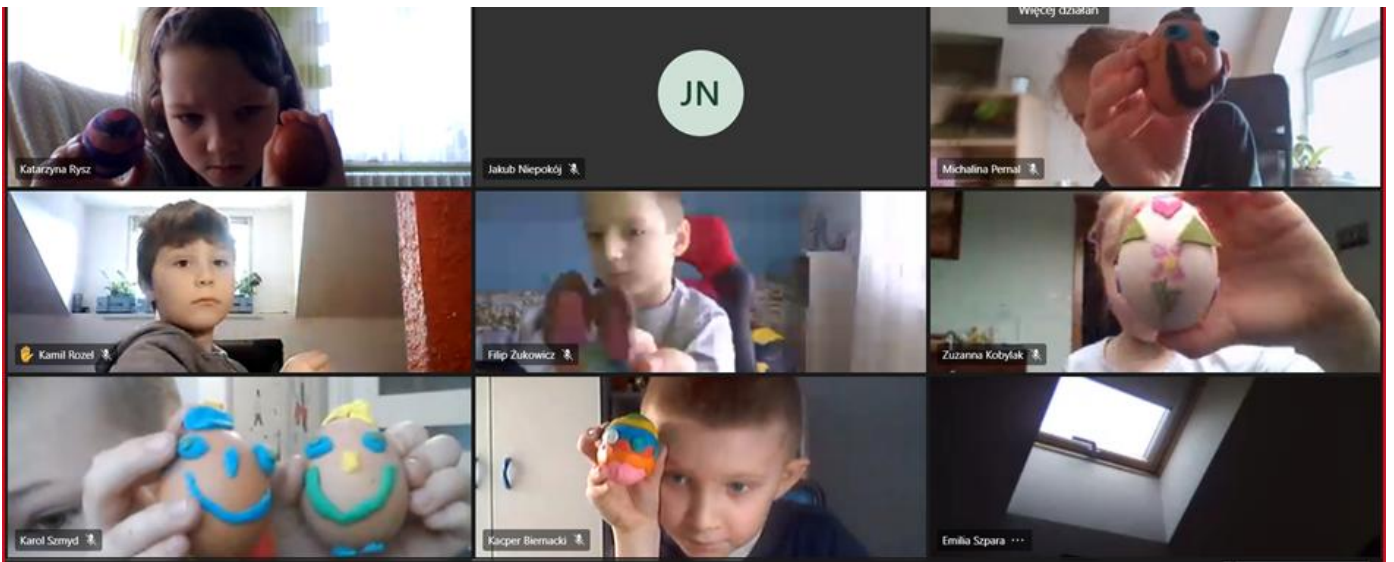 Więcej działań
Katarzyna Rysz
JN
Jakub Niepokój
Michalina Pernal
Kamil Rozel
Filip Żukowicz
Zuzanna Kobylak
Karol Szmyd
Kacper Biernacki
Emilia Szpara